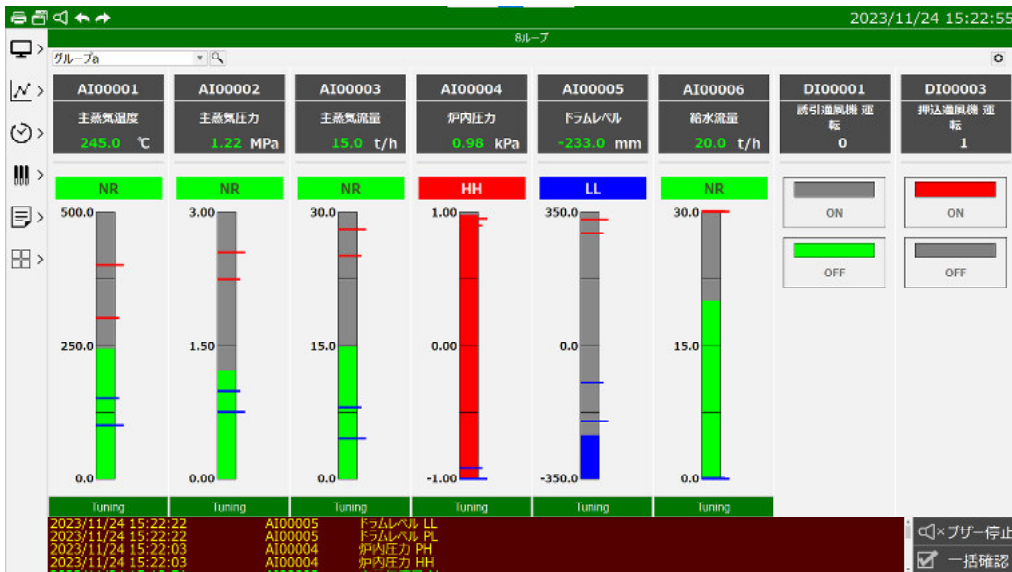 2023/11/24 15:22:55
8ループ
グループa
AI00001
主蒸気温度
245.0 ℃
AI00002
主蒸気圧力
1.22 MPa
AI00003
主蒸気流量
15.0 t/h
AI00004
炉内圧力
0.98 kPa
AI00005
ドラムレベル
-233.0 mm
AI00006
給水流量
20.0 t/h
DI00001
誘引通風機 運
転
0
DI00003
押込通風機 運
転
1
NR
500.0
250.0
0.0
NR
3.00
1.50
0.00
NR
30.0
15.0
0.0
HH
1.00
0.00
-1.00
LL
350.0
0.0
-350.0
NR
30.0
15.0
0.0
ON
OFF
ON
OFF
Tuning
Tuning
Tuning
Tuning
Tuning
Tuning
2023/11/24 15:22:22 AI00005 ドラムレベル LL
2023/11/24 15:22:22 AI00005 ドラムレベル PL
2023/11/24 15:22:03 AI00004 炉内圧力 PH
2023/11/24 15:22:03 AI00004 炉内圧力 HH
ブザー停止
一括確認